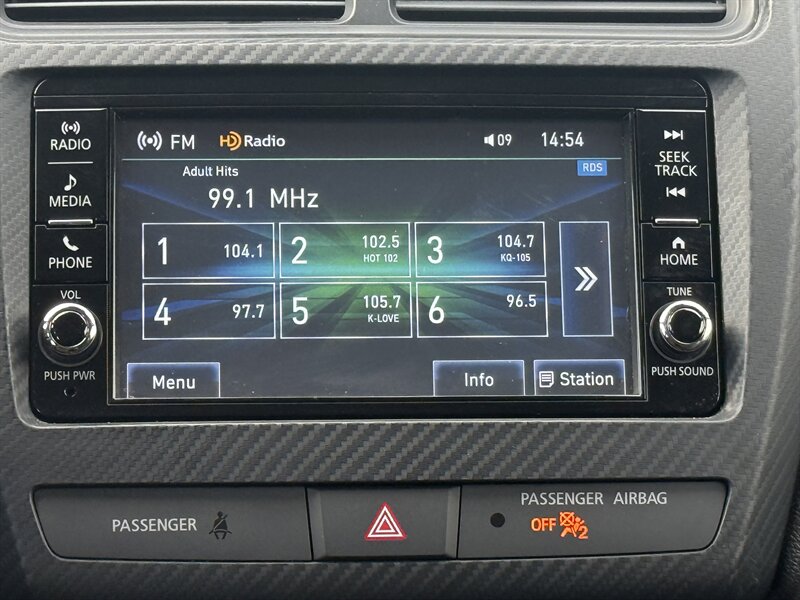 RADIO
MEDIA
PHONE
VOL
PUSH PWR
FM HD Radio 09 14:54
Adult Hits RDS
99.1 MHz
1 104.1
2 102.5 HOT 102
3 104.7 KQ-105
4 97.7
5 105.7 K-LOVE
6 96.5
Menu Info Station
SEEK
TRACK
HOME
TUNE
PUSH SOUND
PASSENGER
PASSENGER AIRBAG
OFF 2